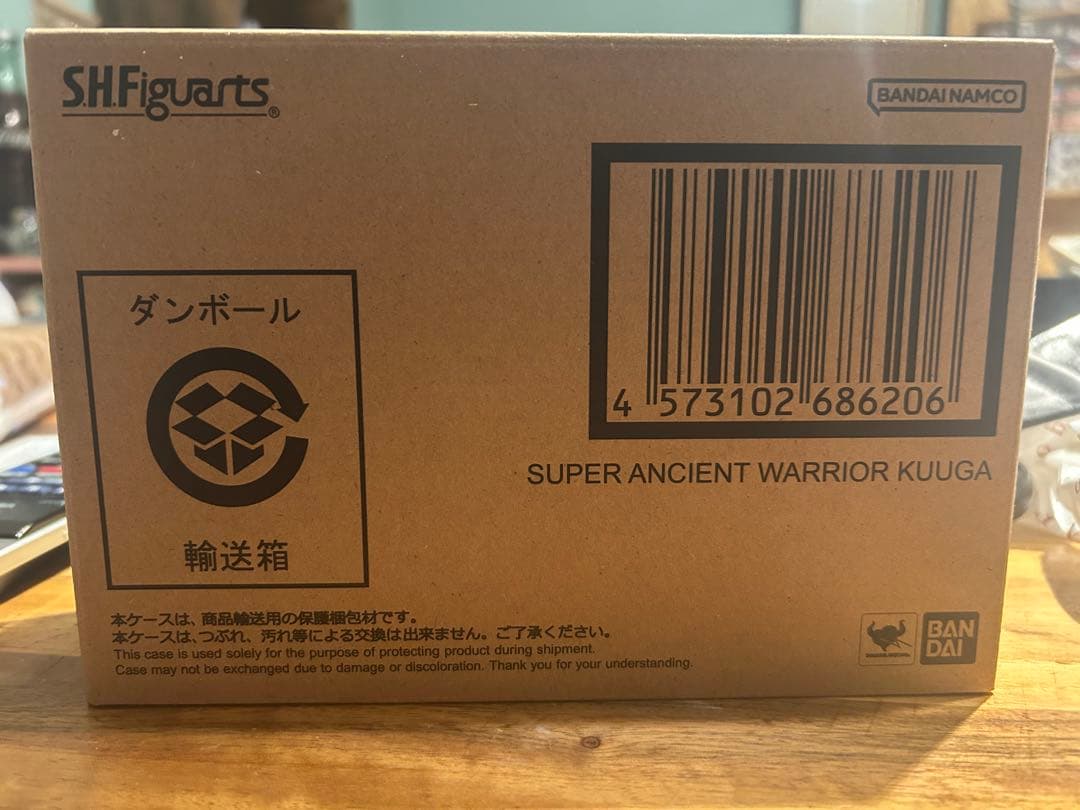 S.H.Figuarts®
BANDAI NAMCO
4 573102 686206
SUPER ANCIENT WARRIOR KUUGA
ダンボール
輸送箱
本ケースは、商品輸送用の保護梱包材です。
本ケースは、つぶれ、汚れ等による交換は出来ません。ご了承ください。
This case is used solely for the purpose of protecting product during shipment.
Case may not be exchanged due to damage or discoloration. Thank you for your understanding.
BAN
DAI